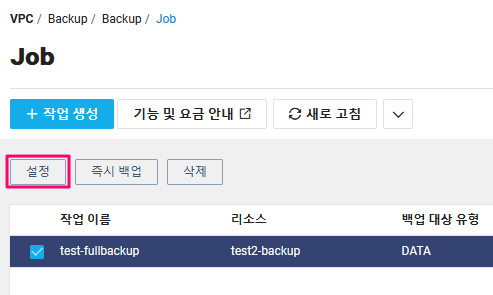 VPC / Backup / Backup / Job
Job
+ 작업 생성 기능 및 요금 안내 새로 고침
설정 즉시 백업 삭제
작업 이름 리소스 백업 대상 유형
test-fullbackup test2-backup DATA